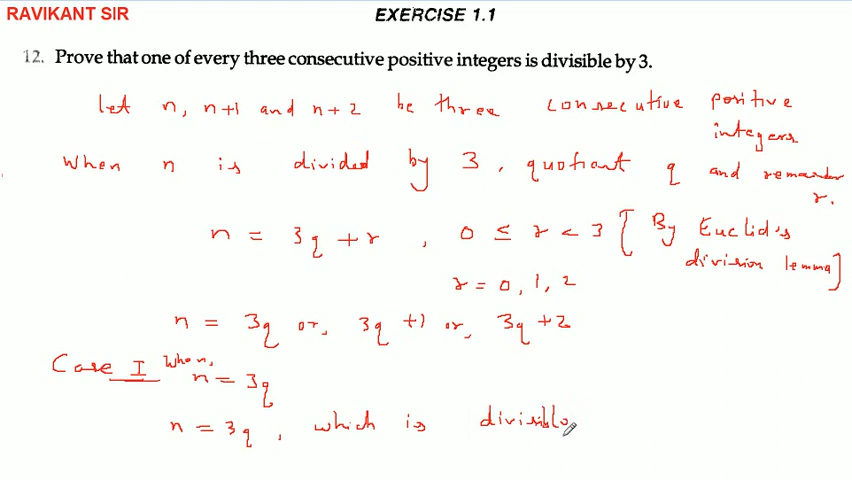 RAVIKANT SIR
EXERCISE 1.1
12. Prove that one of every three consecutive positive integers is divisible by 3.
let n, n+1 and n+2 be three consecutive positive
integers
When n is divided by 3, quotient q and remainder
r.
n = 3q + r, 0 ≤ r < 3 [By Euclid's
division lemma]
r = 0, 1, 2
n = 3q or, 3q +1 or, 3q +2
Case I When,
n = 3q
n = 3q, which is divisible